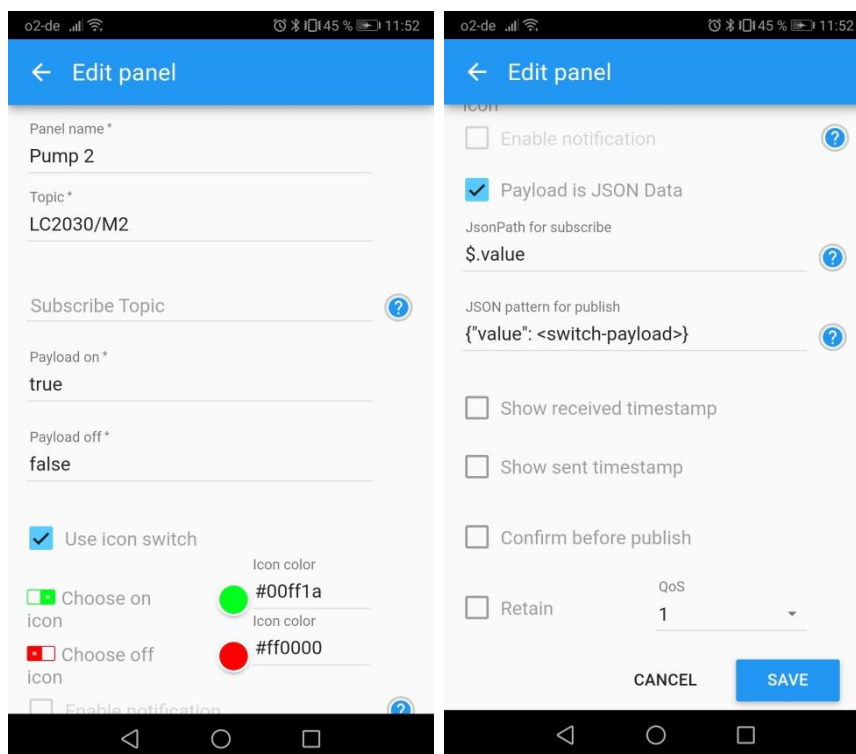 o2-de 45 % 11:52
Edit panel
Panel name *
Pump 2
Topic *
LC2030/M2
Subscribe Topic
?
Payload on *
true
Payload off *
false
Use icon switch
Icon color
Choose on
#00ff1a
icon
Icon color
Choose off
#ff0000
icon
Enable notification
?
o2-de 45 % 11:52
Edit panel
icon
Enable notification
?
Payload is JSON Data
JsonPath for subscribe
$.value
?
JSON pattern for publish
{"value": <switch-payload>}
?
Show received timestamp
Show sent timestamp
Confirm before publish
QoS
Retain
1
CANCEL
SAVE